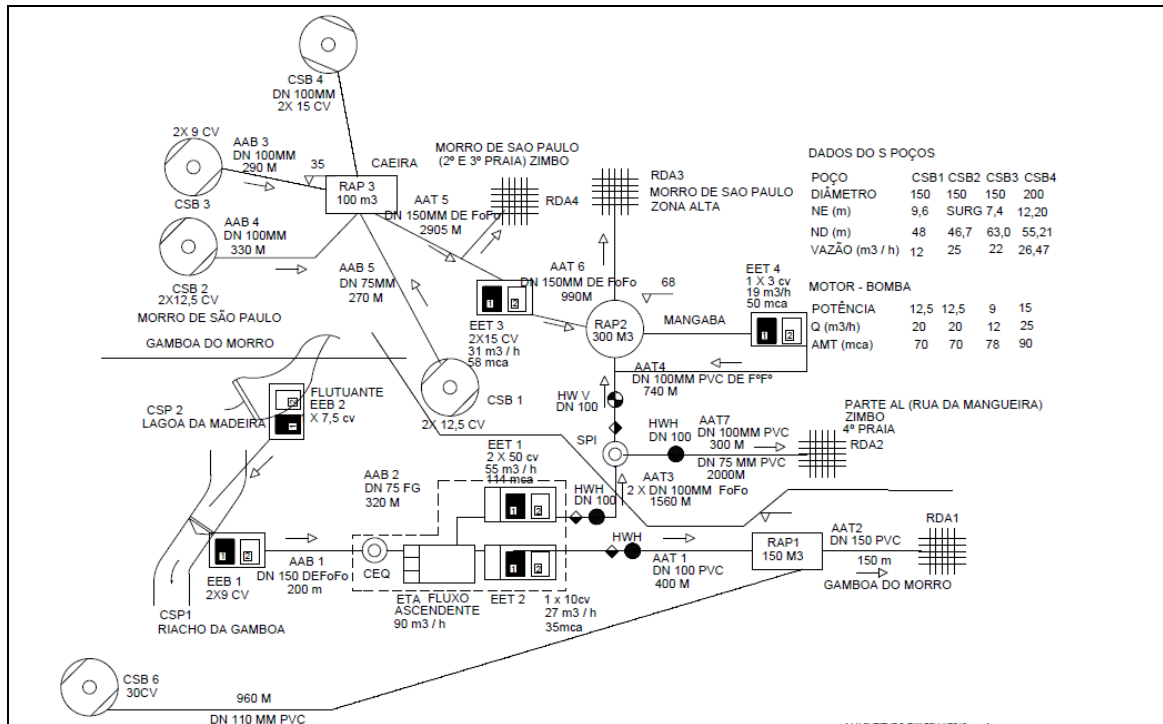 CSB 4
DN 100MM
2X 15 CV
2X 9 CV
AAB 3
DN 100MM
290 M
CSB 3
35
CAEIRA
RAP 3
100 m3
AAB 4
DN 100MM
330 M
CSB 2
2X12,5 CV
MORRO DE SÃO PAULO
GAMBOA DO MORRO
MORRO DE SAO PAULO
(2º E 3º PRAIA) ZIMBO
RDA4
AAT 5
DN 150MM DE FoFo
2905 M
AAB 5
DN 75MM
270 M
RDA3
MORRO DE SAO PAULO
ZONA ALTA
AAT 6
DN 150MM DE FoFo
990M
68
1
2
EET 3
2X15 CV
31 m3 / h
58 mca
RAP2
300 M3
MANGABA
EET 4
1 X 3 cv
19 m3/h
50 mca
1
2
DADOS DO S POÇOS
POÇO CSB1 CSB2 CSB3 CSB4
DIÂMETRO 150 150 150 200
NE (m) 9,6 SURG 7,4 12,20
ND (m) 48 46,7 63,0 55,21
VAZÃO (m3 / h) 12 25 22 26,47
MOTOR - BOMBA
POTÊNCIA 12,5 12,5 9 15
Q (m3/h) 20 20 12 25
AMT (mca) 70 70 78 90
CSB 1
2X 12,5 CV
AAT4
DN 100MM PVC DE FºFº
740 M
HW V
DN 100
SPI
HWH
DN 100
AAT7
DN 100MM PVC
300 M
DN 75 MM PVC
2000M
PARTE AL (RUA DA MANGUEIRA)
ZIMBO
4º PRAIA
RDA2
AAT3
2 X DN 100MM FoFo
1560 M
CSP 2
LAGOA DA MADEIRA
FLUTUANTE
EEB 2
1 X 7,5 cv
AAB 2
DN 75 FG
320 M
EET 1
2 X 50 cv
55 m3 / h
114 mca
1
2
HWH
DN 100
1
2
EEB 1
2X9 CV
AAB 1
DN 150 DEFoFo
200 m
CEQ
ETA FLUXO
ASCENDENTE
90 m3 / h
1
2
EET 2
1 x 10cv
27 m3 / h
35mca
HWH
AAT 1
DN 100 PVC
400 M
RAP1
150 M3
AAT2
DN 150 PVC
150 m
RDA1
GAMBOA DO MORRO
CSP1
RIACHO DA GAMBOA
CSB 6
30CV
960 M
DN 110 MM PVC